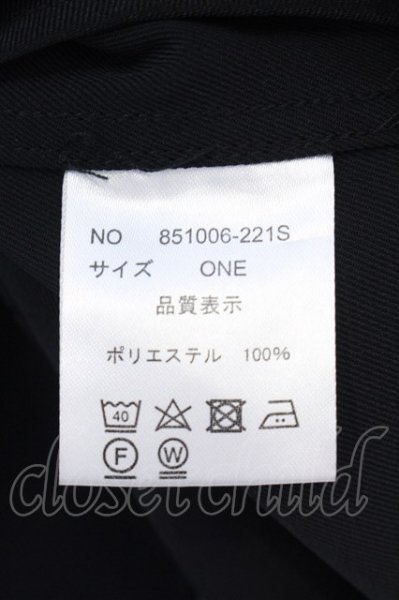 NO 851006-221S
サイズ ONE
品質表示
ポリエステル 100%
40
F W
closet child